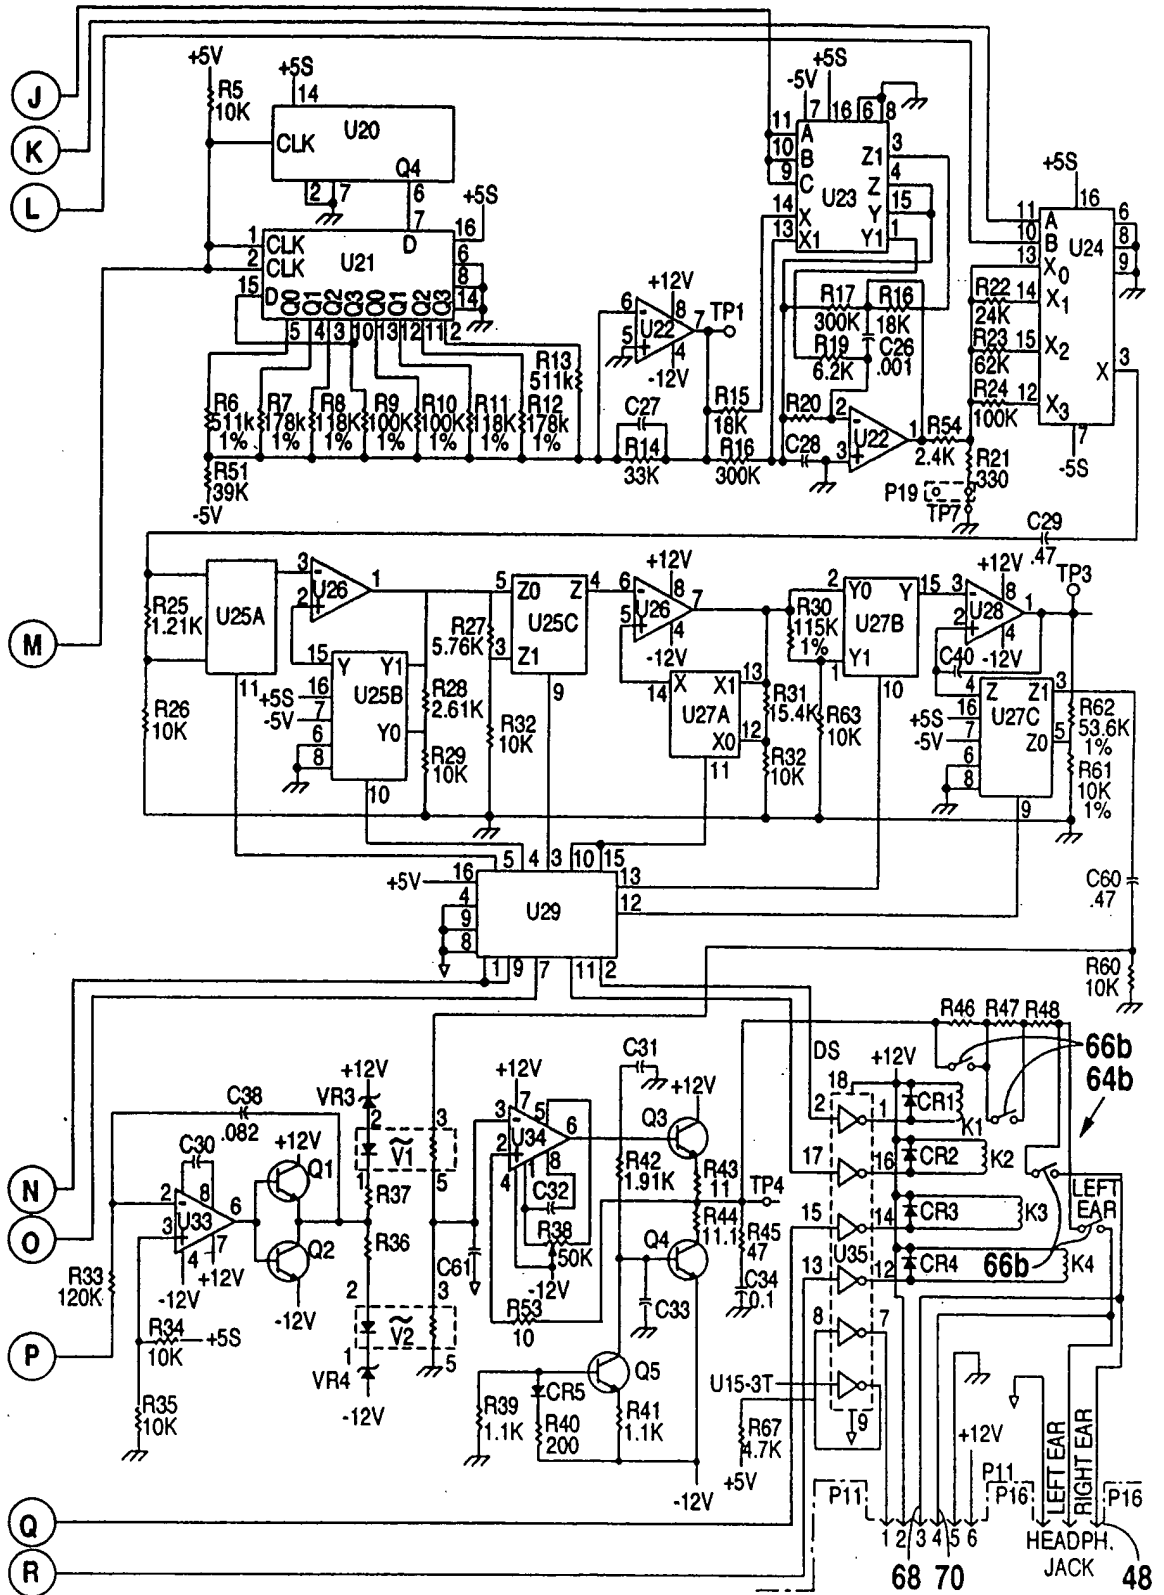 J
K
L
M
N
O
P
Q
R
+5V
R5
10K
+5S
14
U20
CLK
Q4
2 7
6
7
+5S
1 CLK
2 CLK
15 D
D
U21
16
6
8
14
Q0 Q1 Q2 Q3 Q0 Q1 Q2 Q3
5 4 3 10 13 12 11 2
R6
511k
1%
R7
178k
1%
R8
118K
1%
R9
100K
1%
R10
100K
1%
R11
118K
1%
R12
178k
1%
R13
511k
R51
39K
-5V
6 -
5 +
U22
+12V
8
7
4
-12V
TP1
C27
R14
33K
R15
18K
R16
300K
+5S
-5V
7 16 6 8
11 A
10 B
9 C
U23
14 X
13 X1
Z1 3
Z 4
Y 15
Y1 1
R17
300K
R16
18K
R19
6.2K
C26
.001
R20
C28
2 -
3 +
U22
1
R54
2.4K
R21
330
P19
TP7
+5S
16
11 A
10 B
13 X0
14 X1
15 X2
12 X3
U24
6
8
9
X 3
7
-5S
R22
24K
R23
62K
R24
100K
C29
.47
R25
1.21K
R26
10K
U25A
11
3 -
2 +
U26
1
15 Y
Y1
U25B
Y0
+5S 16
-5V 7
6
8
10
R27
5.76K
R28
2.61K
R29
10K
R32
10K
5 Z0
Z 4
U25C
3 Z1
9
6 -
5 +
U26
+12V
8
7
4
-12V
14 X
X1 13
U27A
X0 12
11
R30
115K
1%
R31
15.4K
R32
10K
R63
10K
2 Y0
Y 15
U27B
1 Y1
10
3 -
2 +
U28
+12V
8
1
4
-12V
TP3
C40
4 Z
Z1 3
U27C
Z0 5
+5S 16
-5V 7
6
8
9
R62
53.6K
1%
R61
10K
1%
C60
.47
R60
10K
5 4 3 10 15
+5V 16
4
9
8
U29
13
12
1 9 7 11 2
C38
.082
C30
2 -
3 +
U33
8
6
4
7
+12V
-12V
+12V
Q1
Q2
-12V
R33
120K
R34
10K
+5S
R35
10K
+12V
VR3
2
1
V1
3
5
R37
R36
2
1
V2
3
5
VR4
-12V
C61
+12V
7
5
3 -
2 +
U34
6
8
1
4
C32
R38
50K
-12V
R53
10
C31
+12V
Q3
R42
1.91K
R43
11
R44
11.1
TP4
R45
47
C34
0.1
Q4
C33
Q5
R39
1.1K
CR5
R40
200
R41
1.1K
-12V
DS
+12V
18
2
1
17
16
15
14
13
12
8
7
U35
9
U15-3T
R67
4.7K
+5V
CR1
CR2
CR3
CR4
K1
K2
K3
K4
R46 R47 R48
66b
64b
LEFT
EAR
66b
+12V
P11
P11
P16
P16
1 2 3 4 5 6
68 70
LEFT EAR
RIGHT EAR
HEADPH.
JACK
48